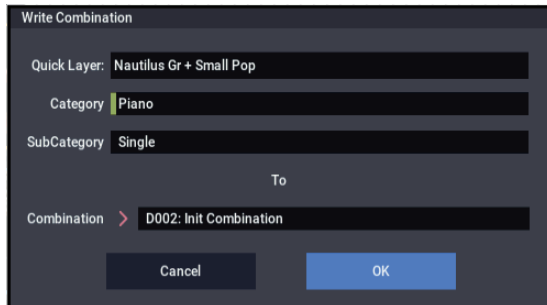 Write Combination
Quick Layer: Nautilus Gr + Small Pop
Category Piano
SubCategory Single
To
Combination > D002: Init Combination
Cancel OK